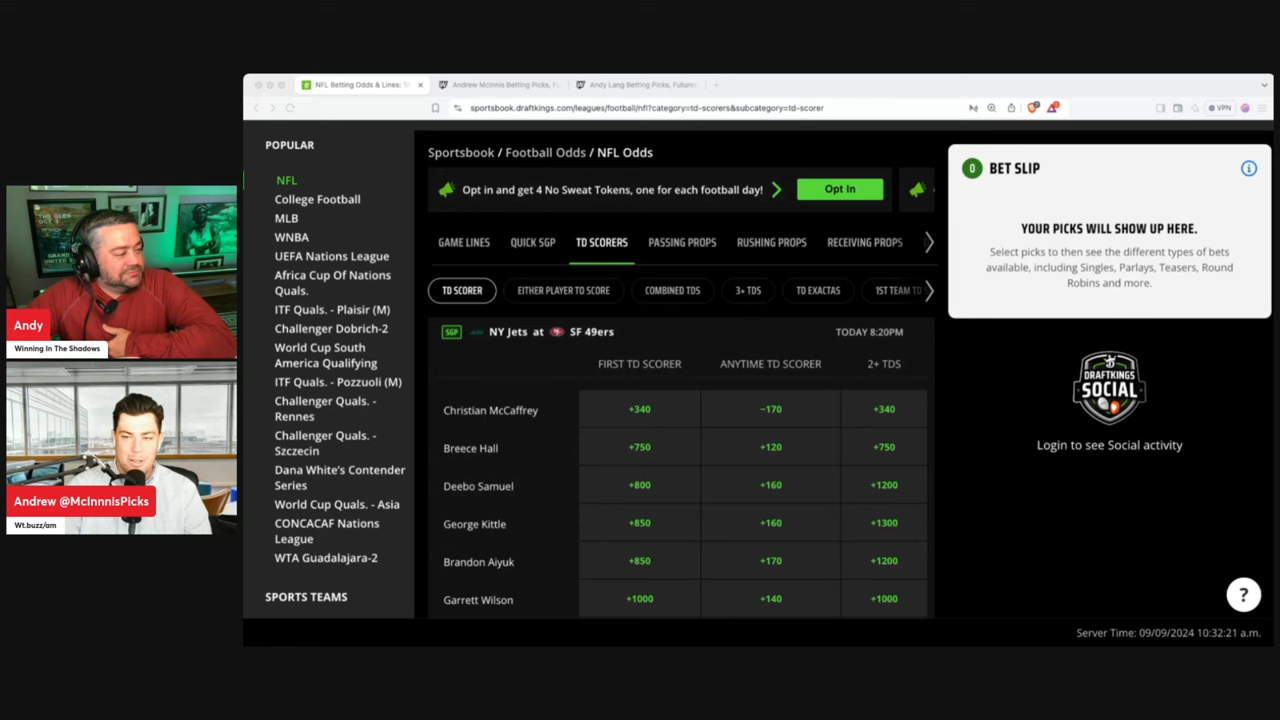 NFL Betting Odds & Lines: T
Andrew McInnis Betting Picks, F
Andy Lang Betting Picks, Future
sportsbook.draftkings.com/leagues/football/nfl?category=td-scorers&subcategory=td-scorer
VPN
POPULAR
NFL
College Football
MLB
WNBA
UEFA Nations League
Africa Cup Of Nations
Quals.
ITF Quals. - Plaisir (M)
Challenger Dobrich-2
World Cup South
America Qualifying
ITF Quals. - Pozzuoli (M)
Challenger Quals. -
Rennes
Challenger Quals. -
Szczecin
Dana White's Contender
Series
World Cup Quals. - Asia
CONCACAF Nations
League
WTA Guadalajara-2
SPORTS TEAMS
Sportsbook / Football Odds / NFL Odds
Opt in and get 4 No Sweat Tokens, one for each football day!
Opt In
GAME LINES QUICK SGP TD SCORERS PASSING PROPS RUSHING PROPS RECEIVING PROPS
TD SCORER EITHER PLAYER TO SCORE COMBINED TDS 3+ TDS TD EXACTAS 1ST TEAM TD
SGP NY Jets at SF 49ers TODAY 8:20PM
FIRST TD SCORER ANYTIME TD SCORER 2+ TDS
Christian McCaffrey +340 −170 +340
Breece Hall +750 +120 +750
Deebo Samuel +800 +160 +1200
George Kittle +850 +160 +1300
Brandon Aiyuk +850 +170 +1200
Garrett Wilson +1000 +140 +1000
0 BET SLIP
YOUR PICKS WILL SHOW UP HERE.
Select picks to then see the different types of bets
available, including Singles, Parlays, Teasers, Round
Robins and more.
DRAFTKINGS
SOCIAL
Login to see Social activity
?
Server Time: 09/09/2024 10:32:21 a.m.
Andy
Winning In The Shadows
Andrew @McInnnisPicks
Wt.buzz/am